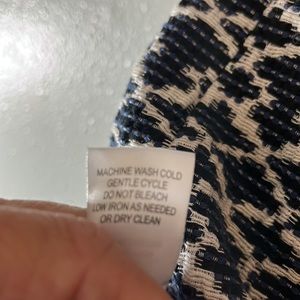 MACHINE WASH COLD
GENTLE CYCLE
DO NOT BLEACH
LOW IRON AS NEEDED
OR DRY CLEAN